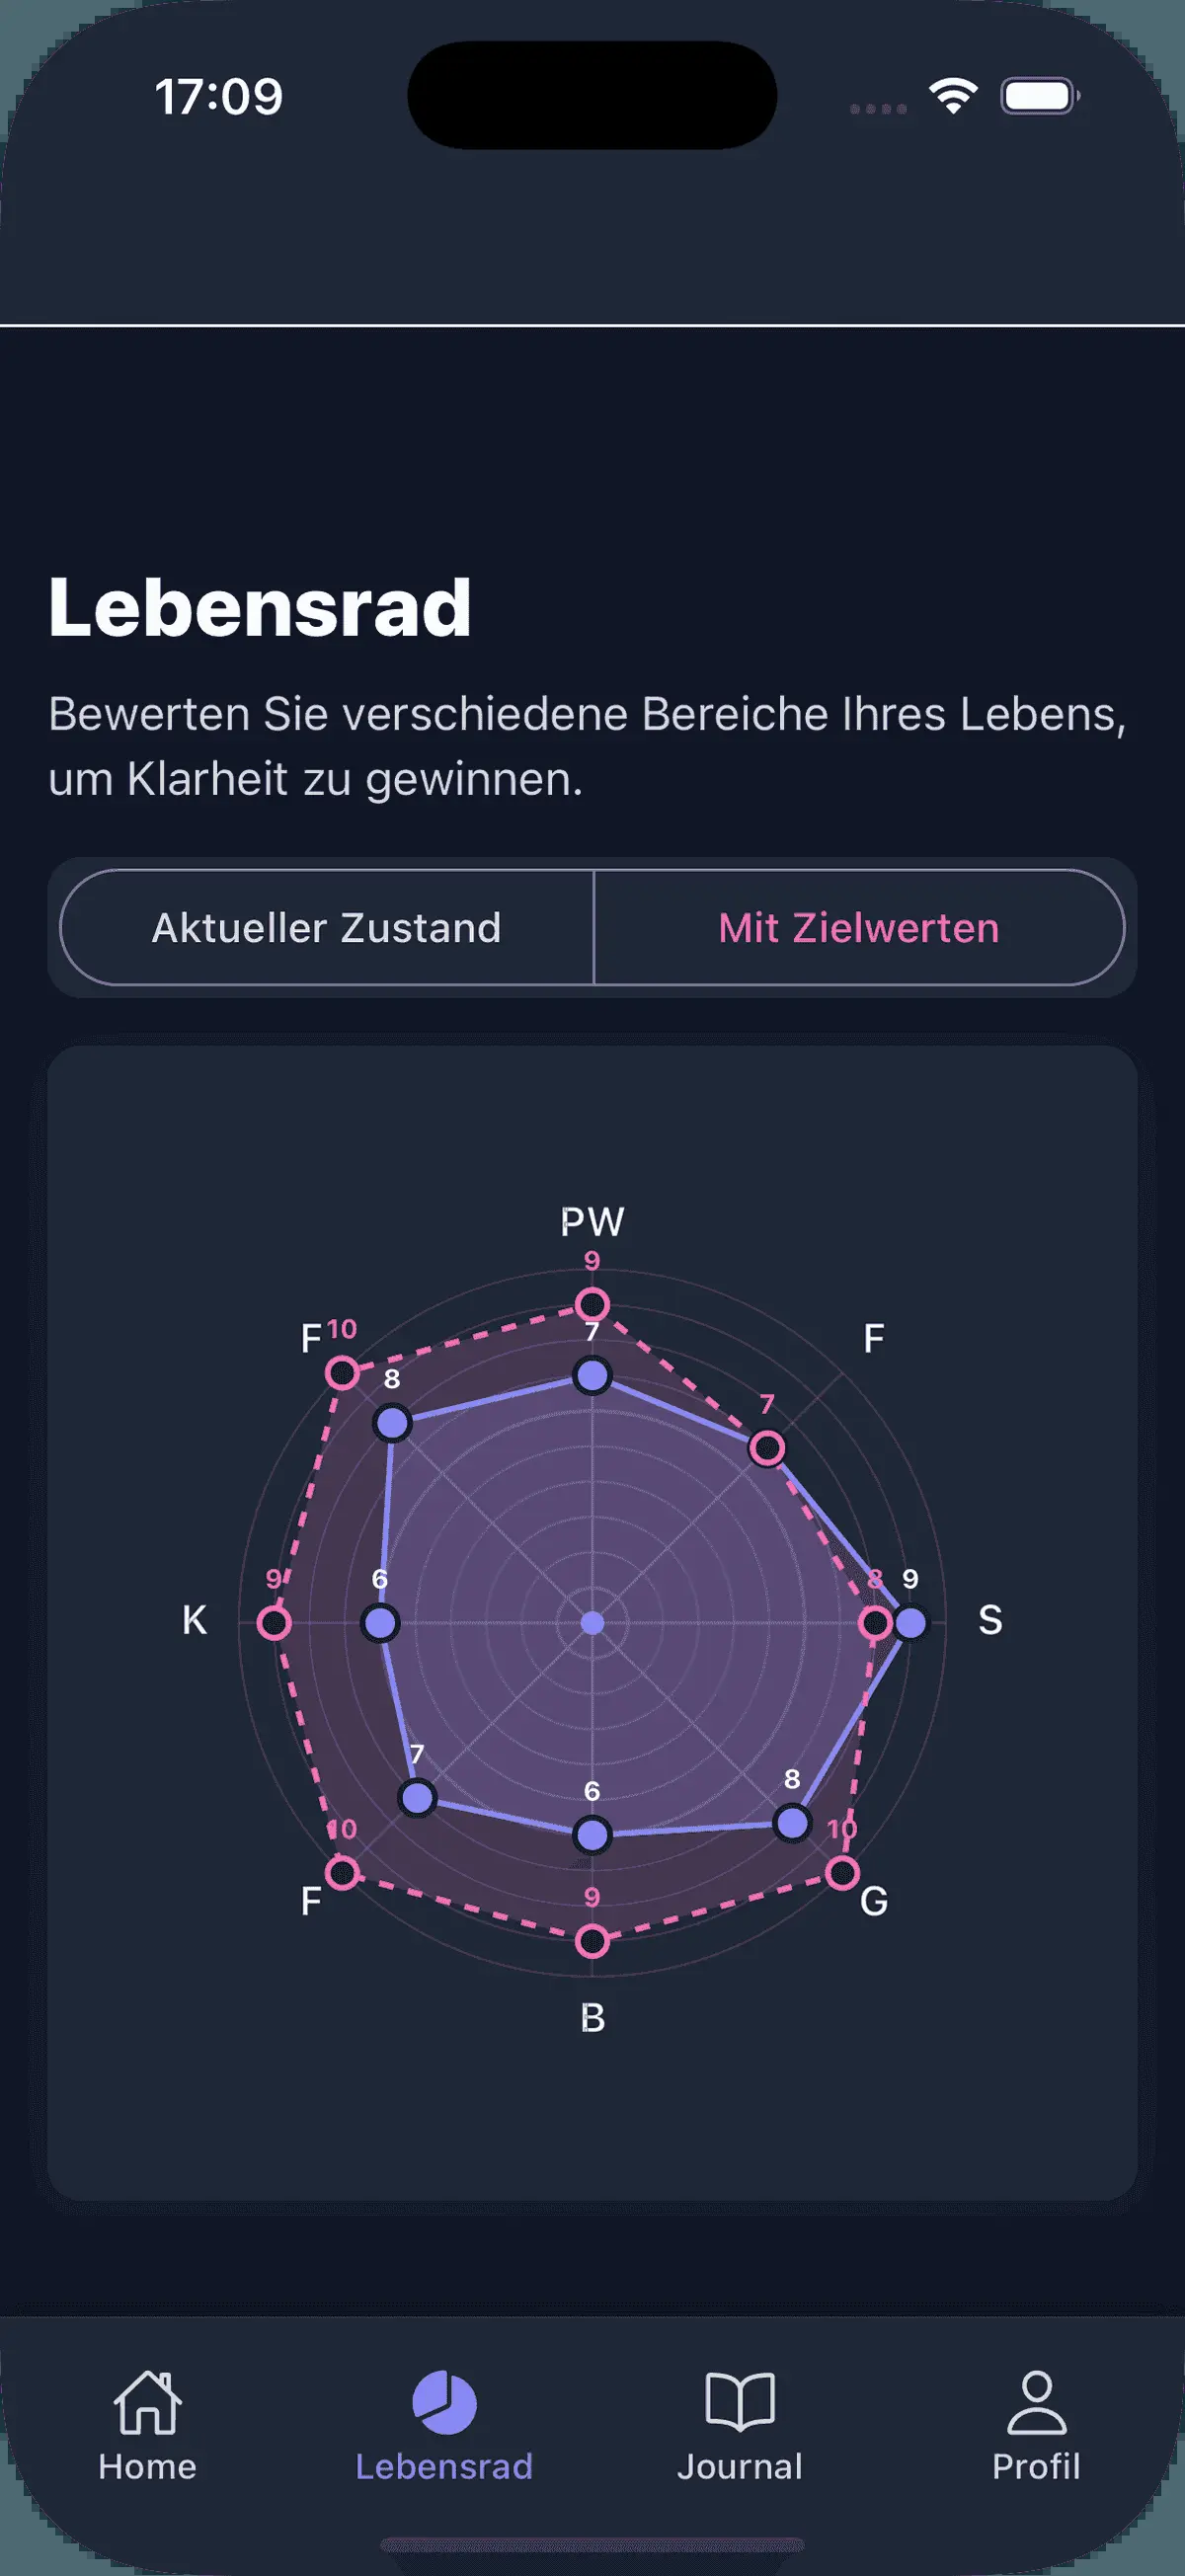 17:09
Lebensrad
Bewerten Sie verschiedene Bereiche Ihres Lebens,
um Klarheit zu gewinnen.
Aktueller Zustand
Mit Zielwerten
PW
9
F 10
F
7
8
7
9
6
8 9
K
S
7
6
8
10
10
F
9
G
B
Home
Lebensrad
Journal
Profil